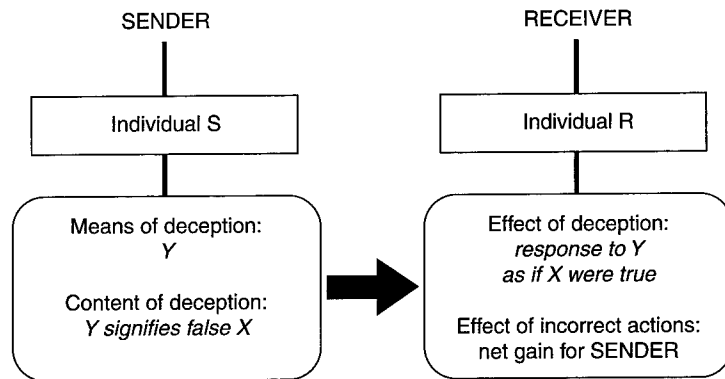 SENDER
Individual S
Means of deception:
Y
Content of deception:
Y signifies false X
RECEIVER
Individual R
Effect of deception:
response to Y
as if X were true
Effect of incorrect actions:
net gain for SENDER